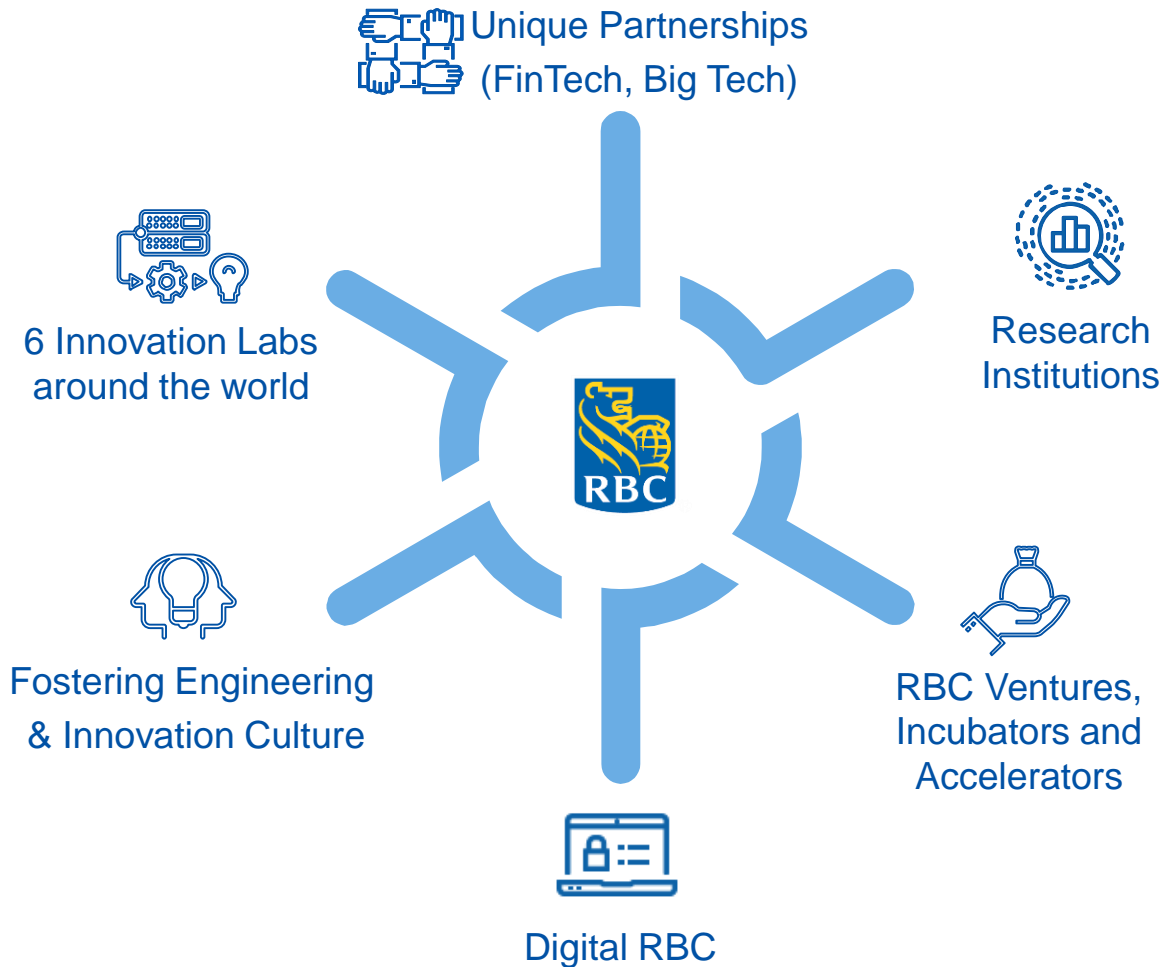 Unique Partnerships
(FinTech, Big Tech)
6 Innovation Labs
around the world
Research
Institutions
RBC
Fostering Engineering
& Innovation Culture
RBC Ventures,
Incubators and
Accelerators
Digital RBC